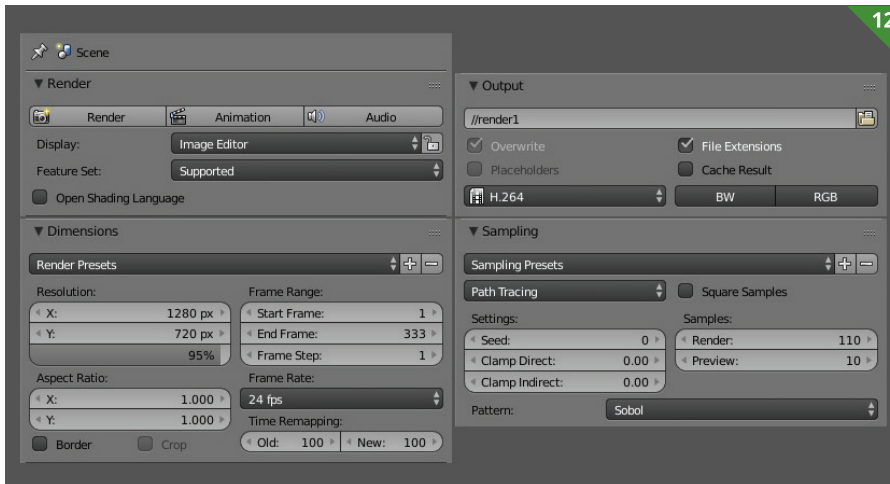 12
Scene
Render
Render Animation Audio
Display: Image Editor
Feature Set: Supported
Open Shading Language
Dimensions
Render Presets
Resolution: Frame Range:
X: 1280 px Start Frame: 1
Y: 720 px End Frame: 333
95% Frame Step: 1
Aspect Ratio: Frame Rate:
X: 1.000 24 fps
Y: 1.000 Time Remapping:
Border Crop Old: 100 New: 100
Output
//render1
Overwrite File Extensions
Placeholders Cache Result
H.264 BW RGB
Sampling
Sampling Presets
Path Tracing Square Samples
Settings: Samples:
Seed: 0 Render: 110
Clamp Direct: 0.00 Preview: 10
Clamp Indirect: 0.00
Pattern: Sobol